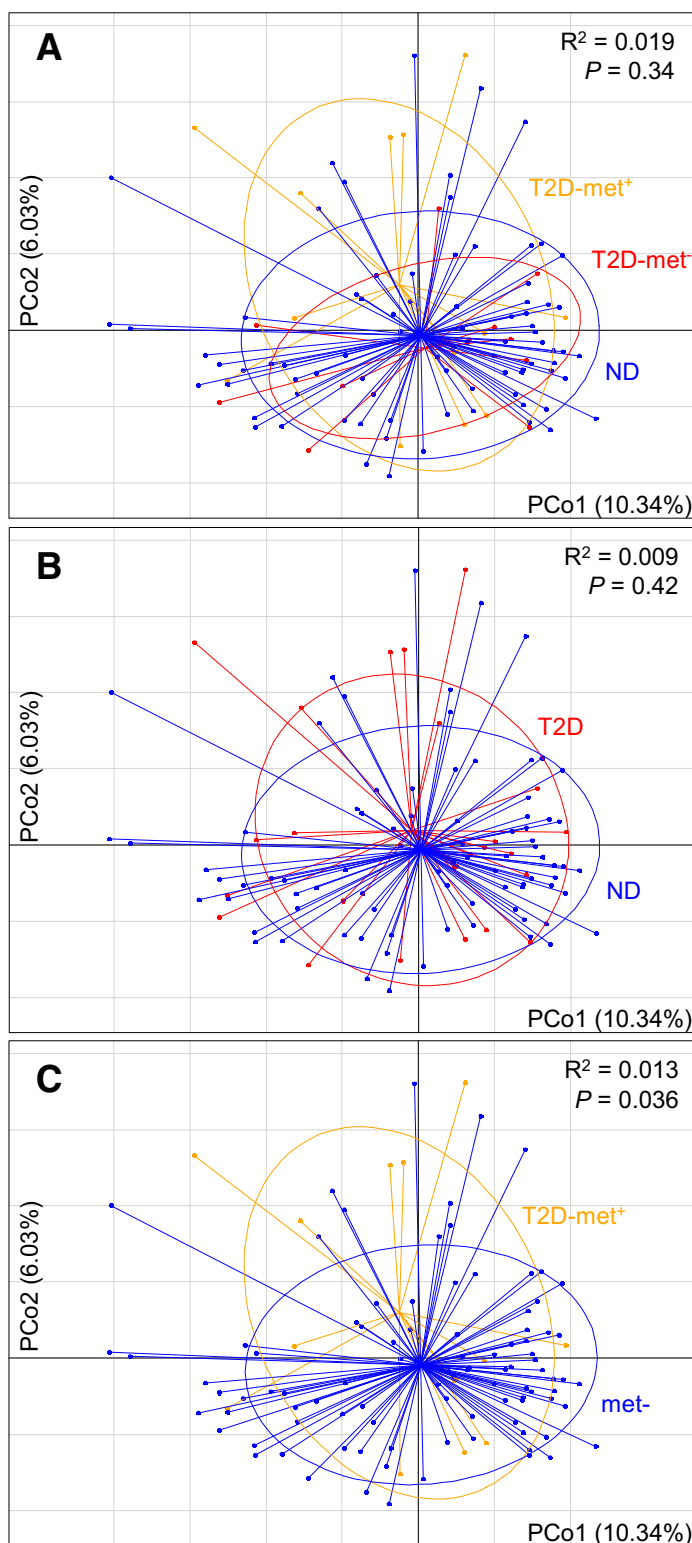 A
R² = 0.019
P = 0.34
T2D-met⁺
T2D-met⁻
ND
PCo2 (6.03%)
PCo1 (10.34%)
B
R² = 0.009
P = 0.42
T2D
ND
PCo2 (6.03%)
PCo1 (10.34%)
C
R² = 0.013
P = 0.036
T2D-met⁺
met-
PCo2 (6.03%)
PCo1 (10.34%)